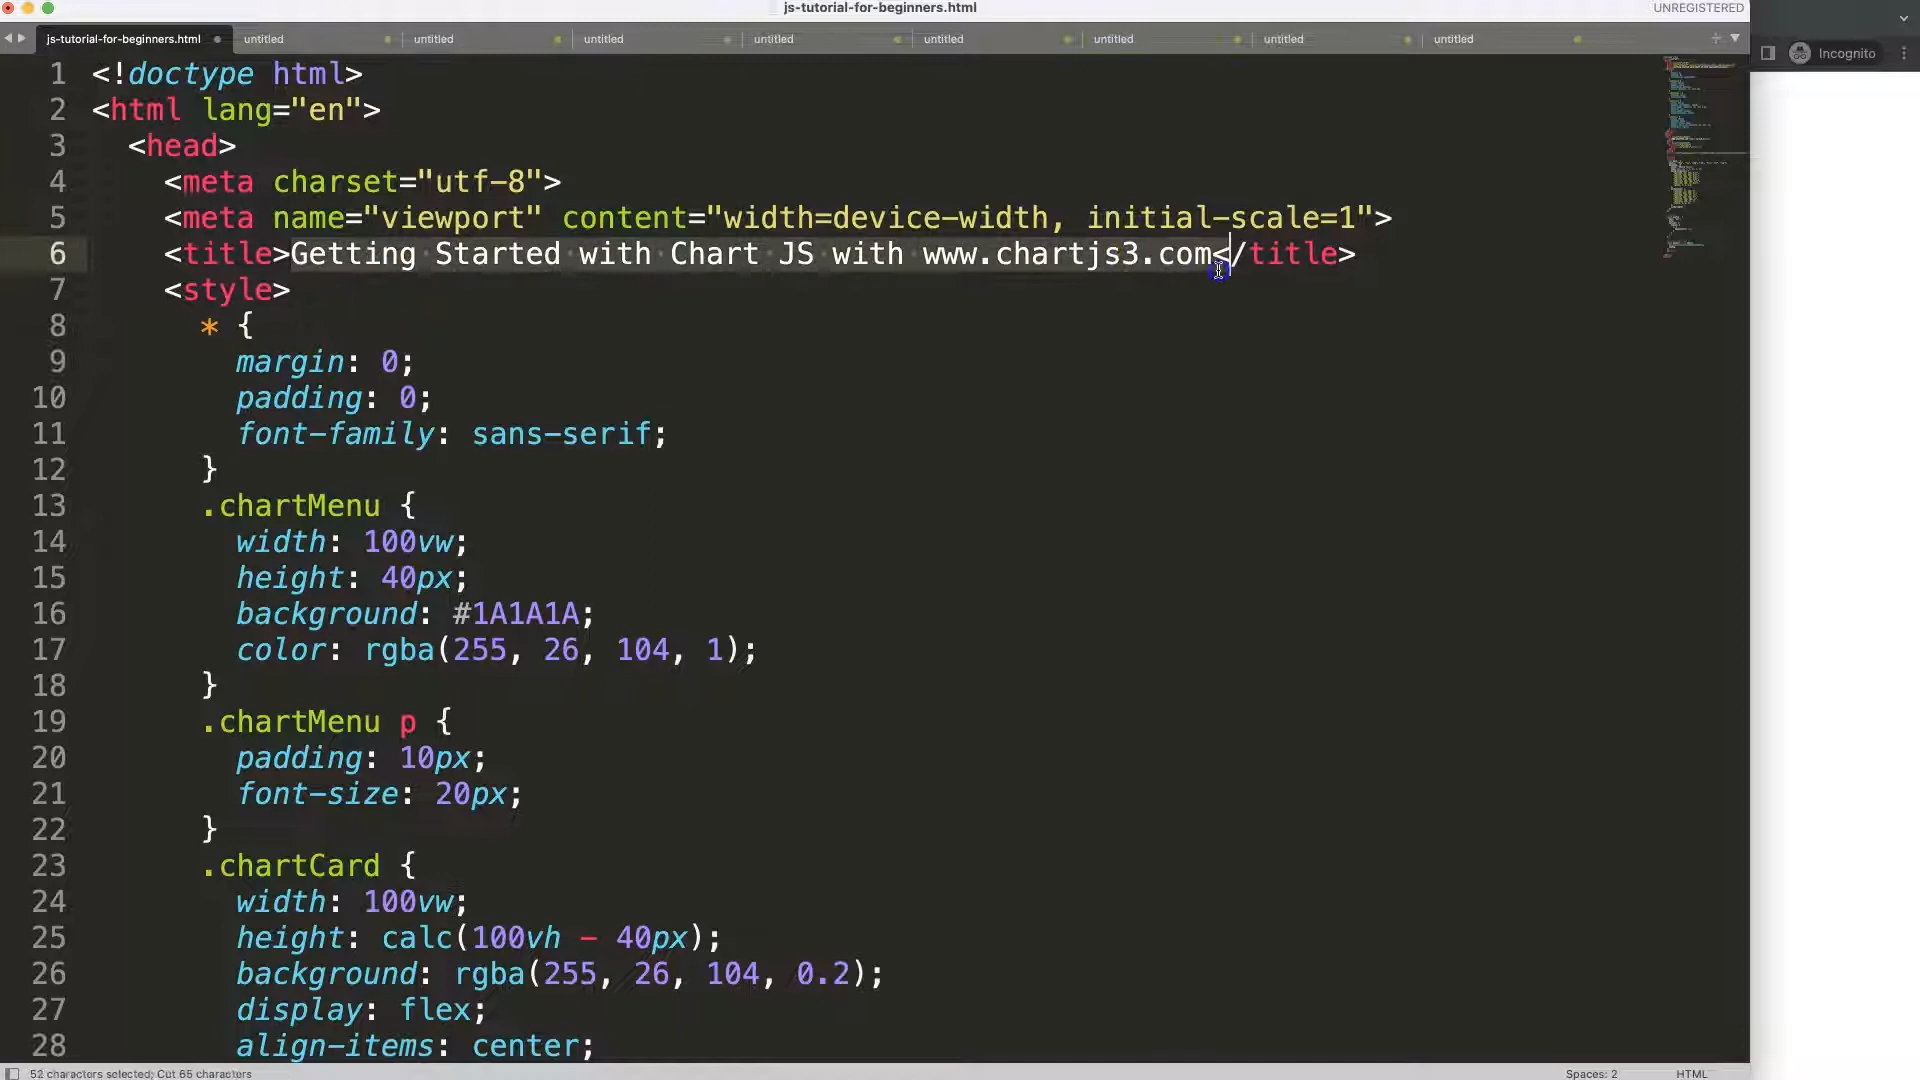 js-tutorial-for-beginners.html
UNREGISTERED
js-tutorial-for-beginners.html untitled untitled untitled untitled untitled untitled untitled untitled
Incognito
1 <!doctype html>
2 <html lang="en">
3 <head>
4 <meta charset="utf-8">
5 <meta name="viewport" content="width=device-width, initial-scale=1">
6 <title>Getting Started with Chart JS with www.chartjs3.com</title>
7 <style>
8 * {
9 margin: 0;
10 padding: 0;
11 font-family: sans-serif;
12 }
13 .chartMenu {
14 width: 100vw;
15 height: 40px;
16 background: #1A1A1A;
17 color: rgba(255, 26, 104, 1);
18 }
19 .chartMenu p {
20 padding: 10px;
21 font-size: 20px;
22 }
23 .chartCard {
24 width: 100vw;
25 height: calc(100vh - 40px);
26 background: rgba(255, 26, 104, 0.2);
27 display: flex;
28 align-items: center;
52 characters selected; Cut 65 characters
Spaces: 2
HTML